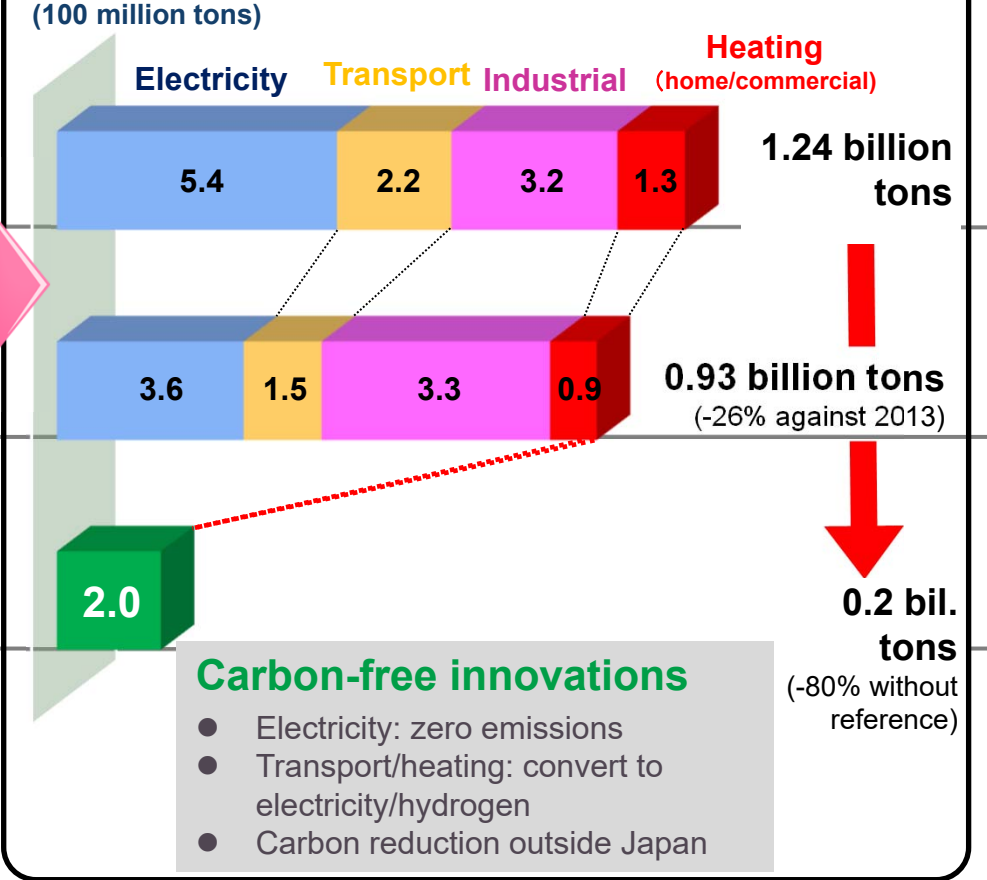 (100 million tons)
Electricity
Transport
Industrial
Heating
(home/commercial)
5.4
2.2
3.2
1.3
1.24 billion
tons
3.6
1.5
3.3
0.9
0.93 billion tons
(-26% against 2013)
2.0
0.2 bil.
tons
(-80% without
reference)
Carbon-free innovations
● Electricity: zero emissions
● Transport/heating: convert to
electricity/hydrogen
● Carbon reduction outside Japan